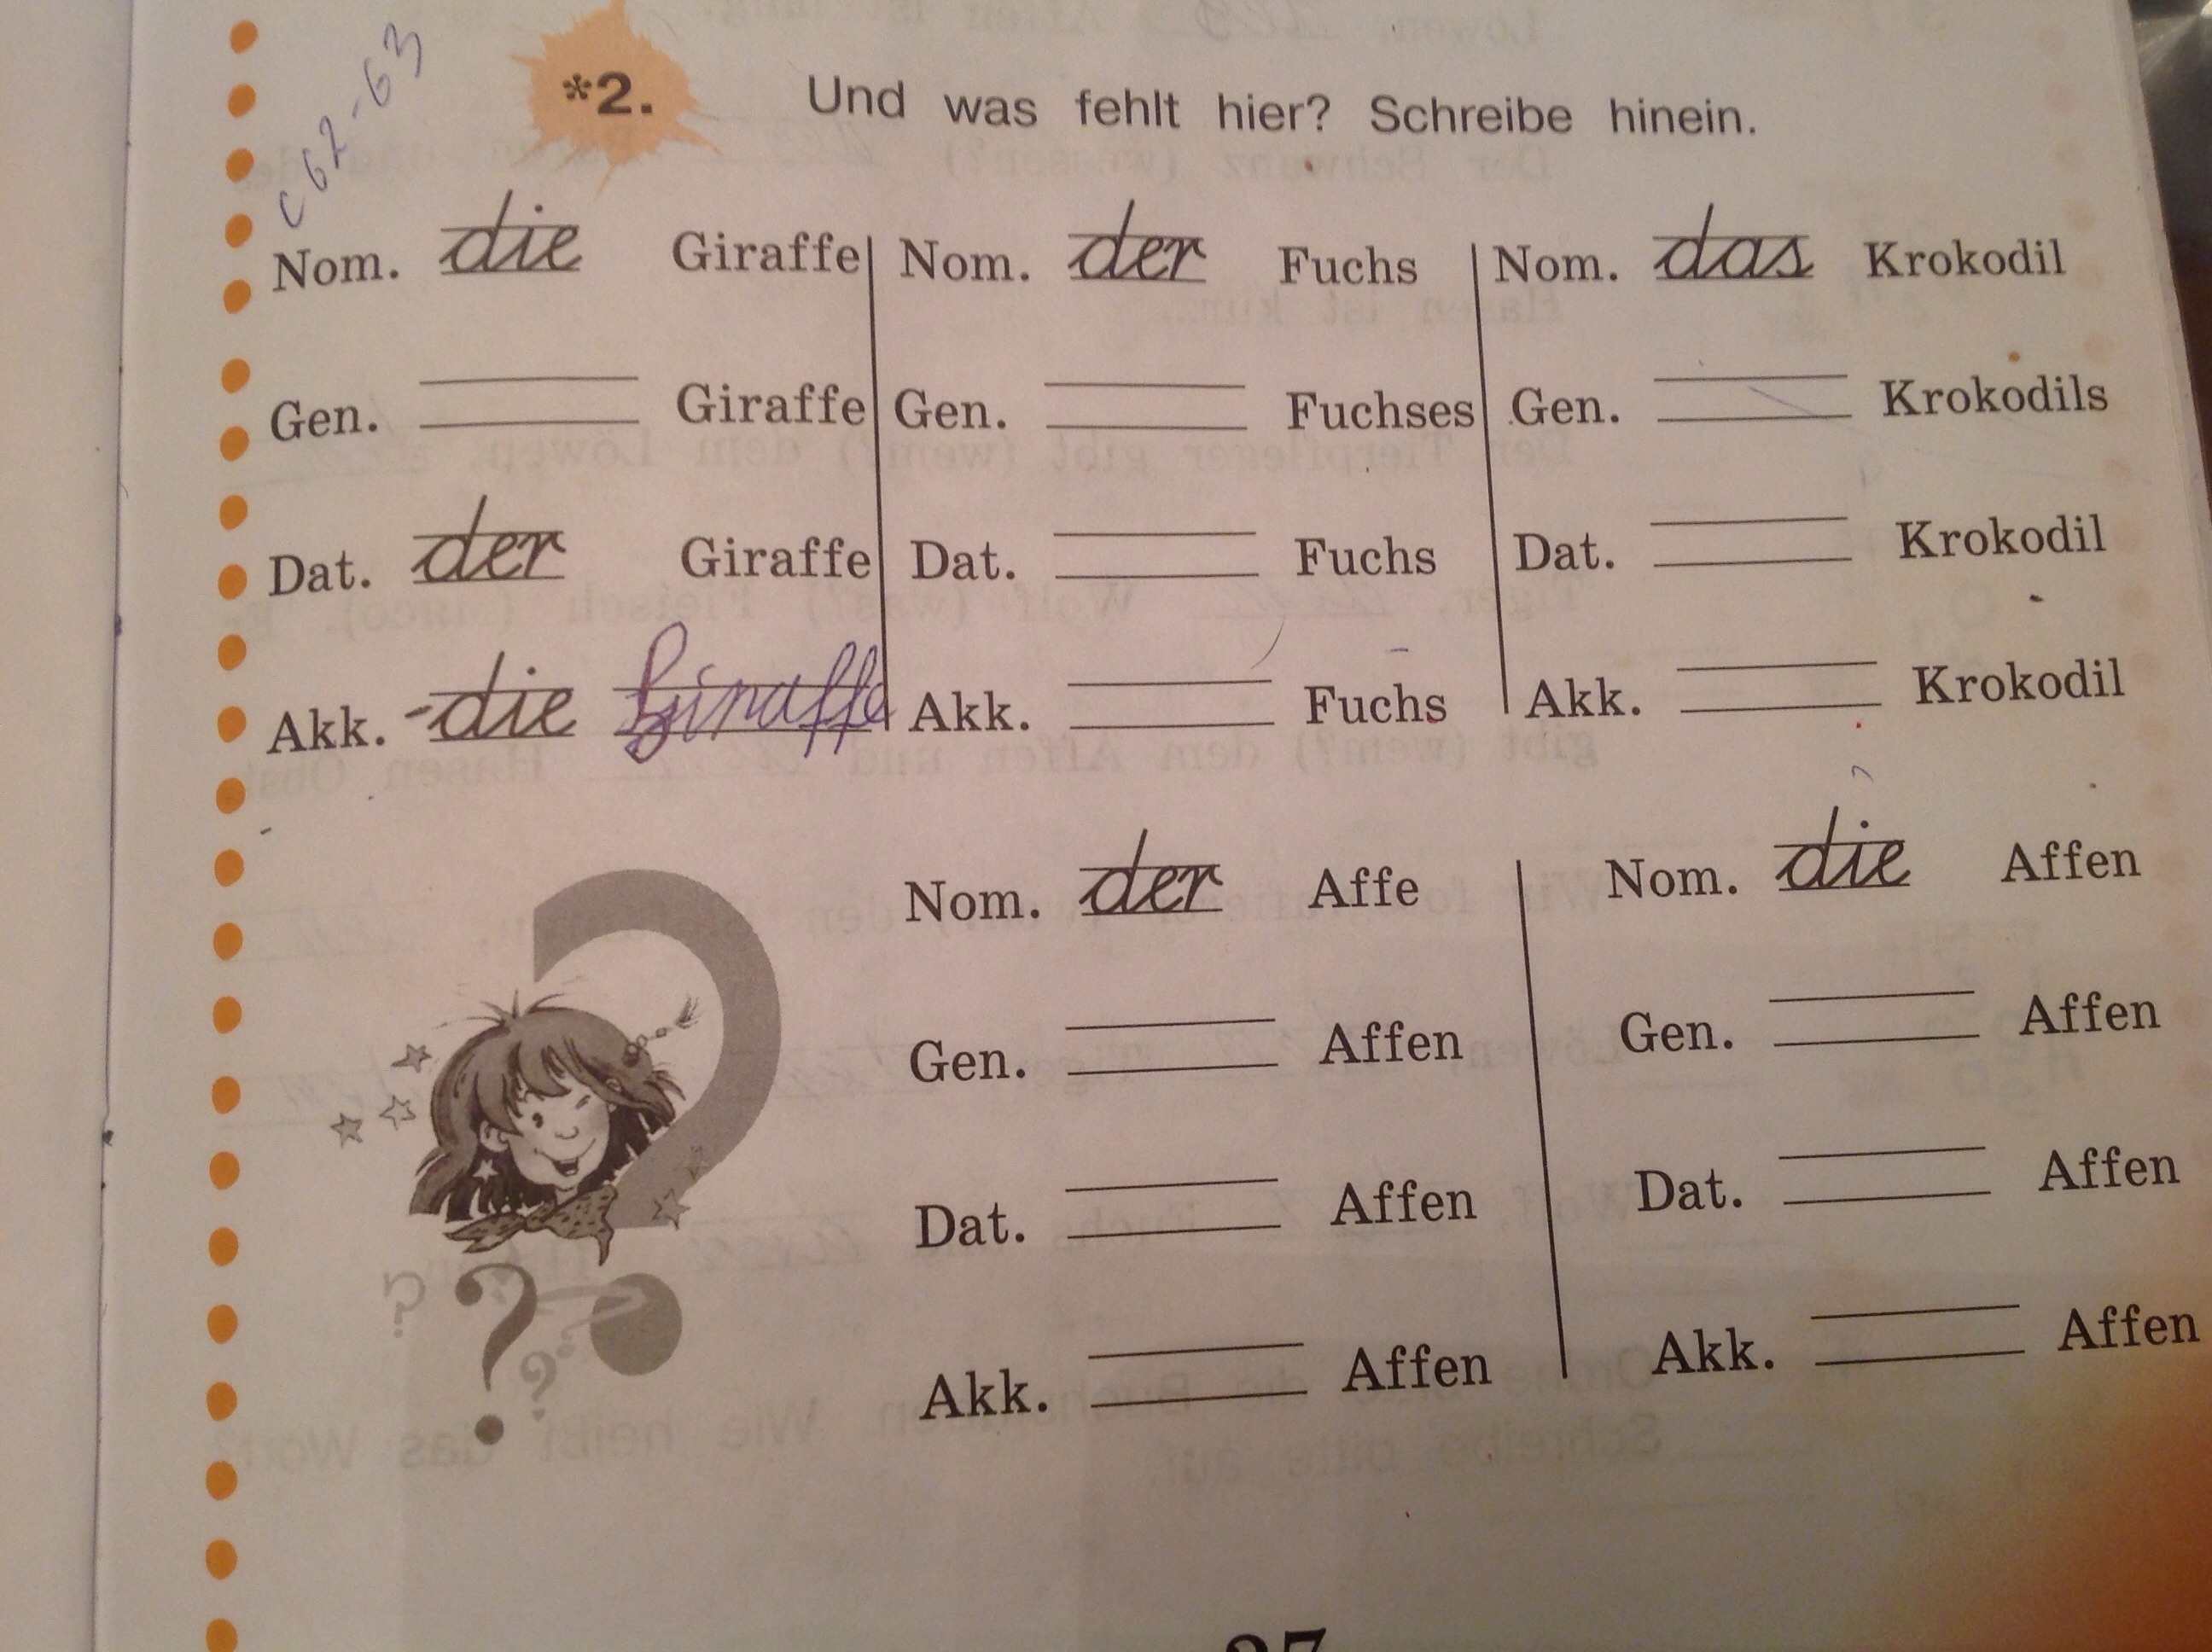 с 62-63
*2. Und was fehlt hier? Schreibe hinein.
Nom. die Giraffe
Gen. Giraffe
Dat. der Giraffe
Akk. die Giraffe
Nom. der Fuchs
Gen. Fuchses
Dat. Fuchs
Akk. Fuchs
Nom. das Krokodil
Gen. Krokodils
Dat. Krokodil
Akk. Krokodil
Nom. der Affe
Gen. Affen
Dat. Affen
Akk. Affen
Nom. die Affen
Gen. Affen
Dat. Affen
Akk. Affen
? ? ? ?